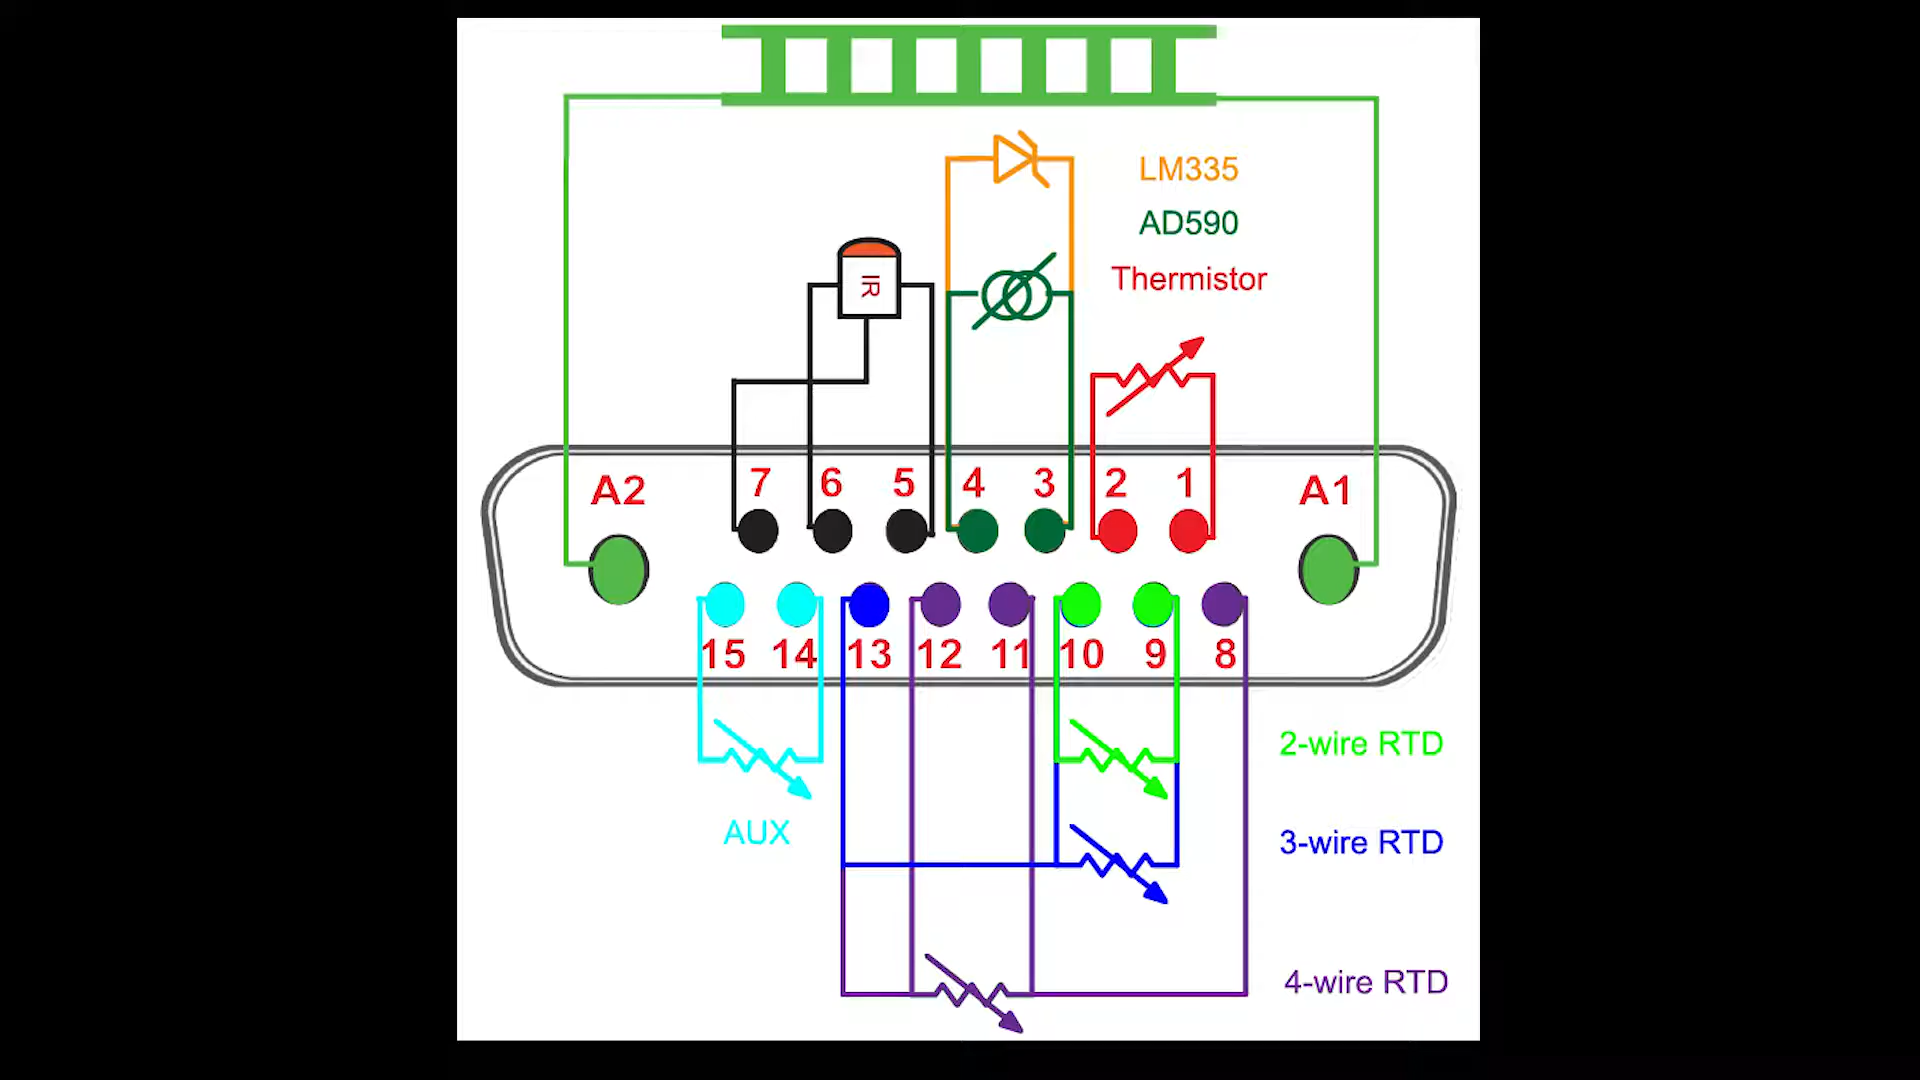 LM335
AD590
IR
Thermistor
A2 7 6 5 4 3 2 1 A1
15 14 13 12 11 10 9 8
2-wire RTD
AUX
3-wire RTD
4-wire RTD